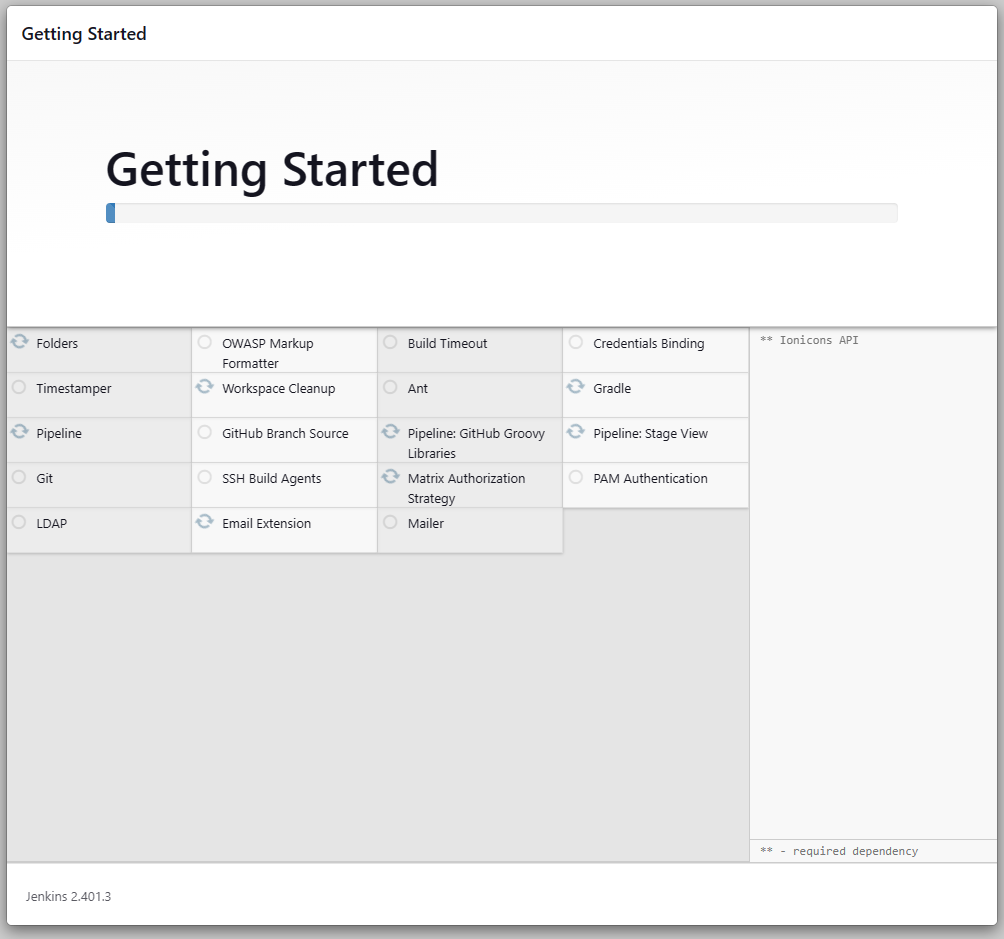 Getting Started
Getting Started
Folders
OWASP Markup
Formatter
Build Timeout
Credentials Binding
** Ionicons API
Timestamper
Workspace Cleanup
Ant
Gradle
Pipeline
GitHub Branch Source
Pipeline: GitHub Groovy
Libraries
Pipeline: Stage View
Git
SSH Build Agents
Matrix Authorization
Strategy
PAM Authentication
LDAP
Email Extension
Mailer
** - required dependency
Jenkins 2.401.3